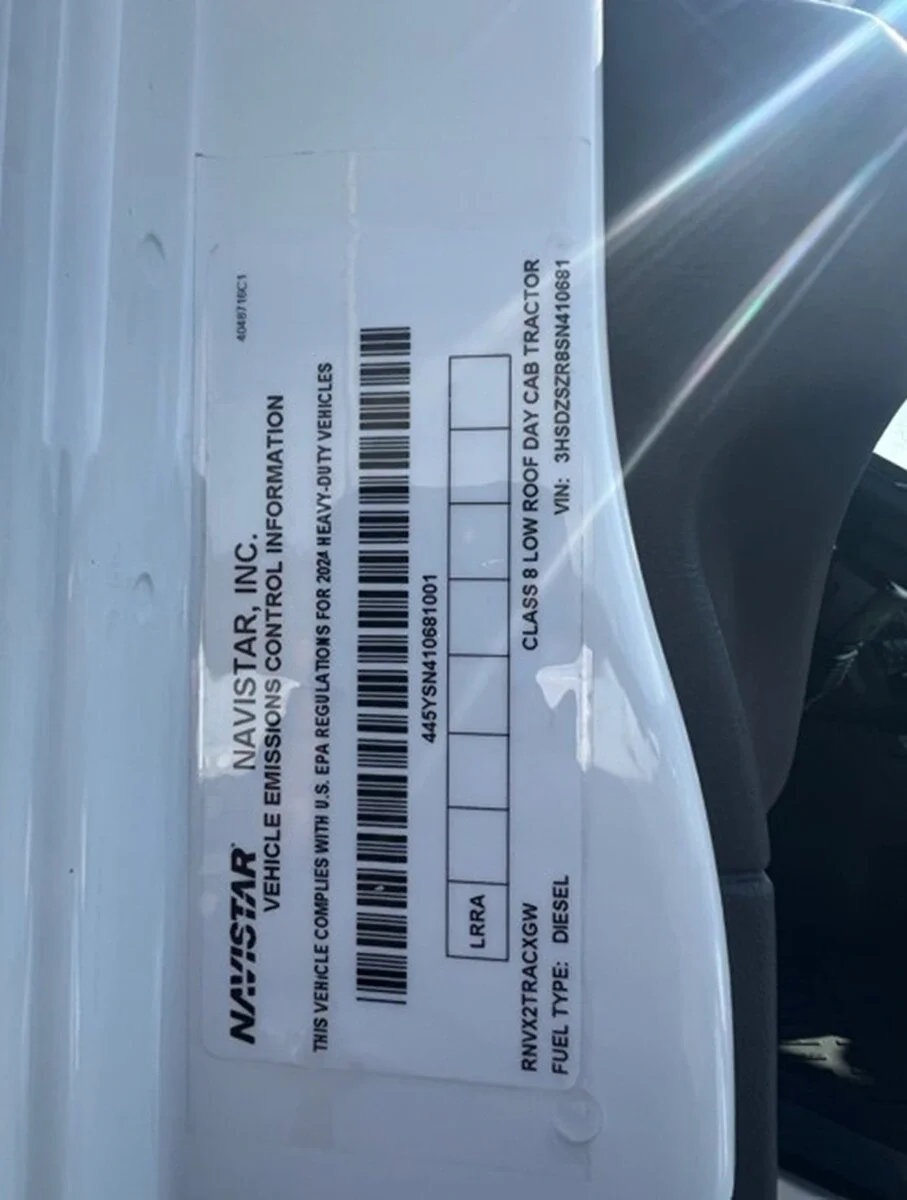 4048716C1
NAVISTAR NAVISTAR, INC.
VEHICLE EMISSIONS CONTROL INFORMATION
THIS VEHICLE COMPLIES WITH U.S. EPA REGULATIONS FOR 2024 HEAVY-DUTY VEHICLES
445YSN410681001
LRRA
RNVX2TRACXGW CLASS 8 LOW ROOF DAY CAB TRACTOR
FUEL TYPE: DIESEL VIN: 3HSDZSZR8SN410681